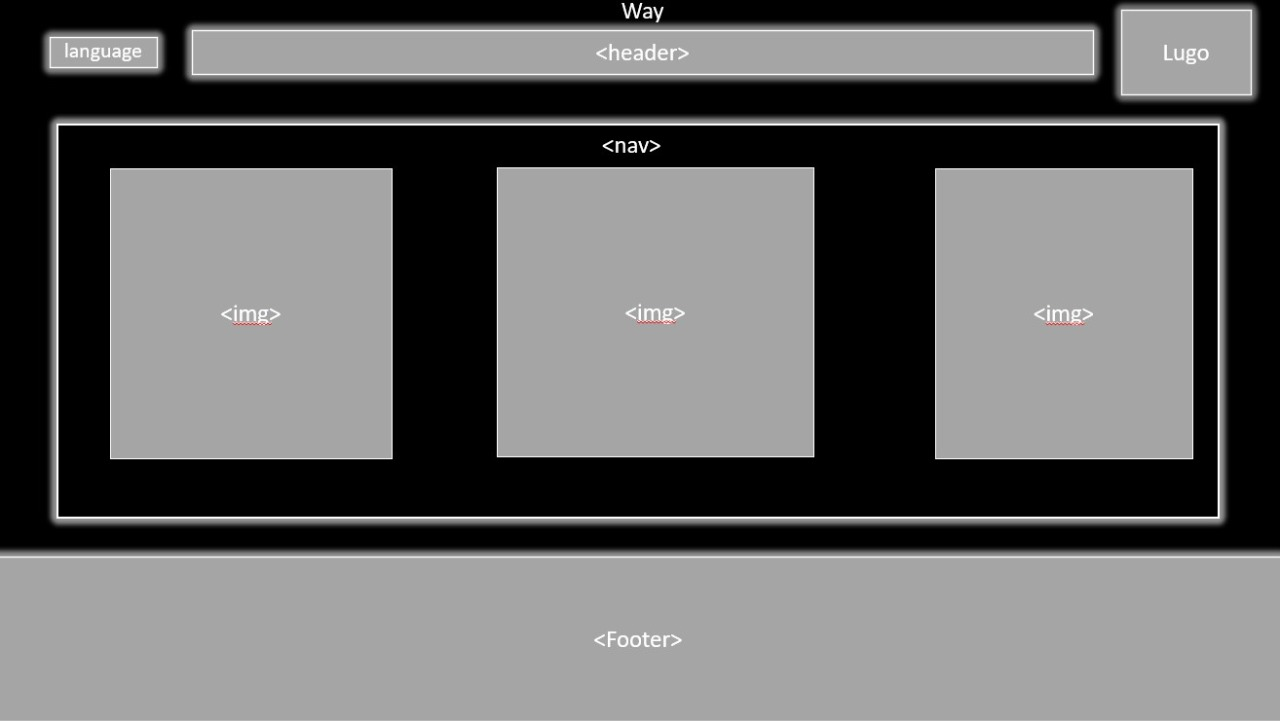 Way
language
<header>
Lugo
<nav>
<img>
<img>
<img>
<Footer>